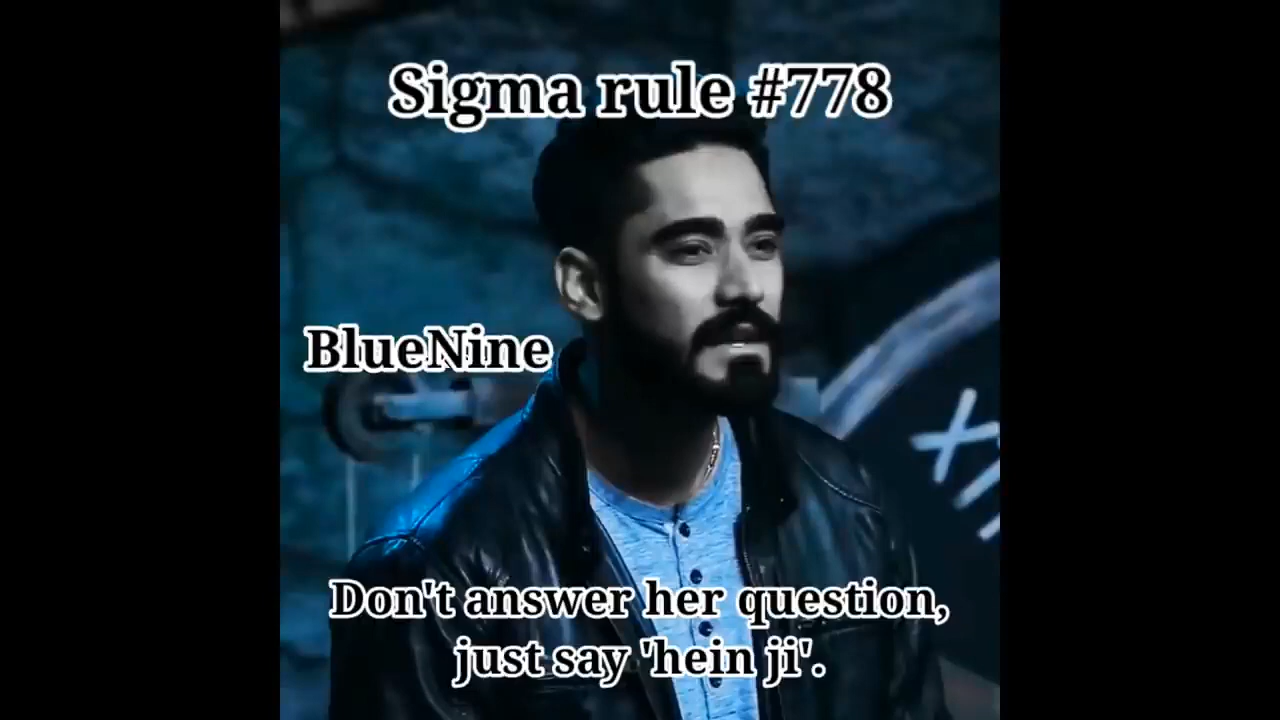 Sigma rule #778
BlueNine
Don't answer her question,
just say 'hein ji'.